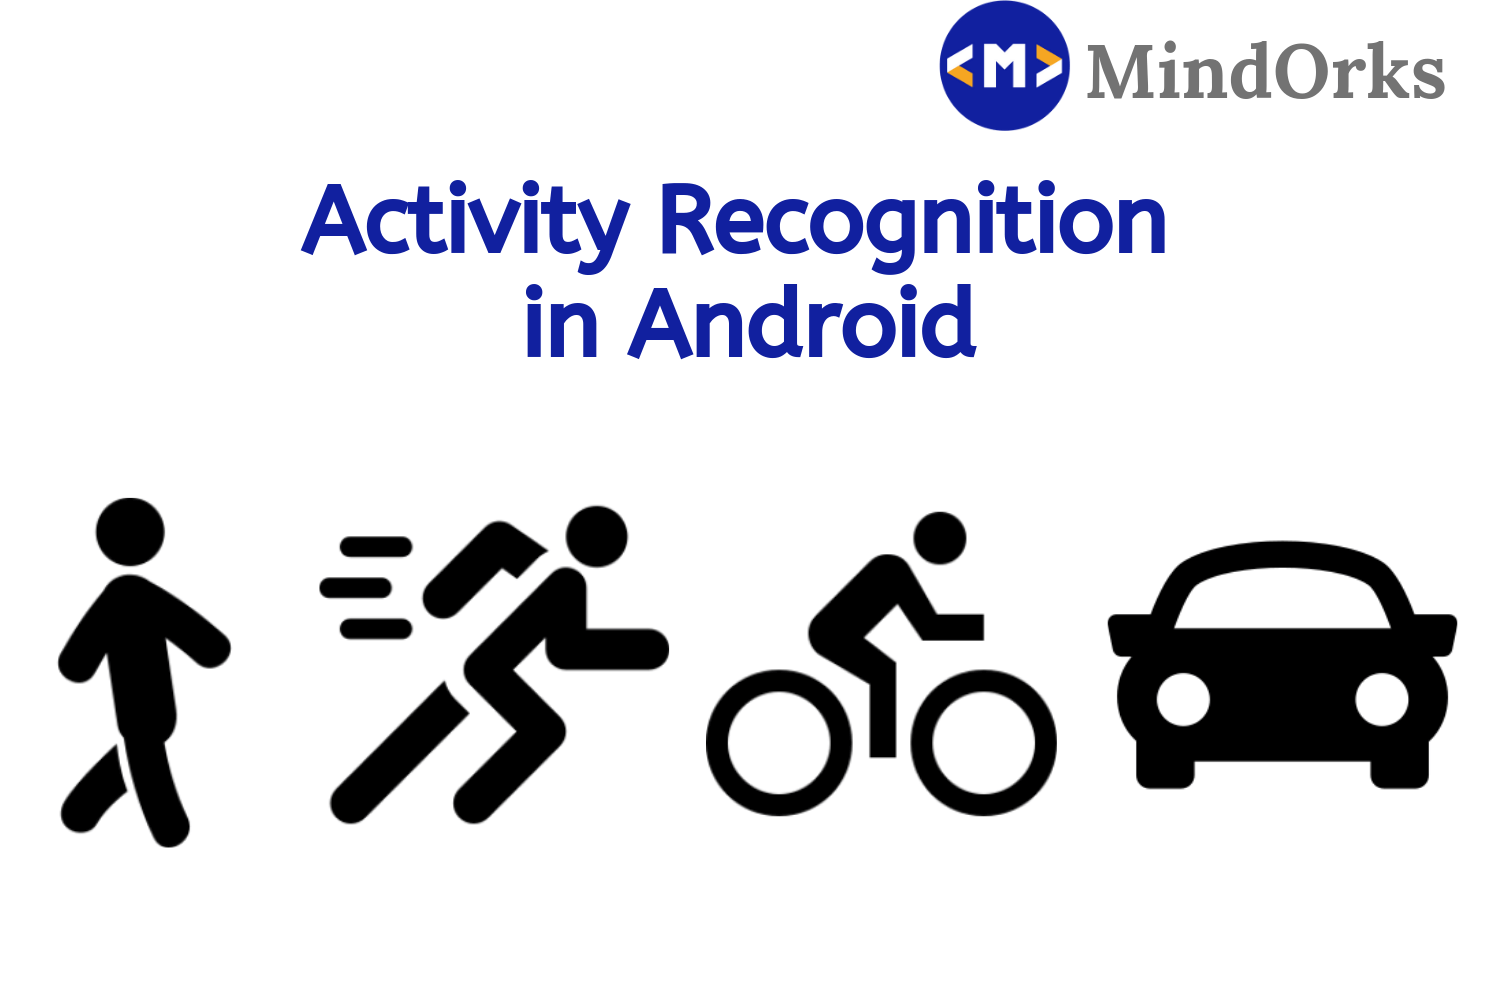 <M>
MindOrks
Activity Recognition
in Android